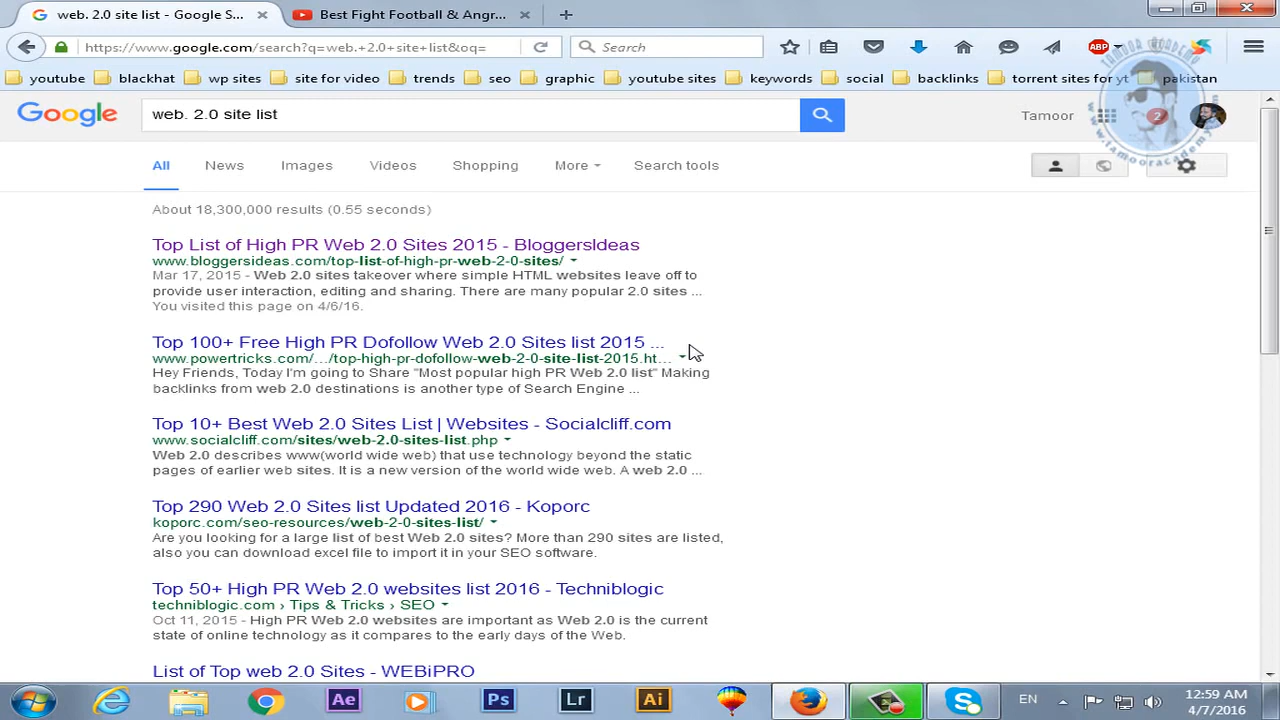 web. 2.0 site list - Google S...
Best Fight Football & Angr...
https://www.google.com/search?q=web.+2.0+site+list&oq=
Search
ABP
youtube
blackhat
wp sites
site for video
trends
seo
graphic
youtube sites
keywords
social
backlinks
torrent sites for yt
pakistan
Google
web. 2.0 site list
Tamoor
2
All
News
Images
Videos
Shopping
More
Search tools
About 18,300,000 results (0.55 seconds)
Top List of High PR Web 2.0 Sites 2015 - BloggersIdeas
www.bloggersideas.com/top-list-of-high-pr-web-2-0-sites/
Mar 17, 2015 - Web 2.0 sites takeover where simple HTML websites leave off to
provide user interaction, editing and sharing. There are many popular 2.0 sites ...
You visited this page on 4/6/16.
Top 100+ Free High PR Dofollow Web 2.0 Sites list 2015 ...
www.powertricks.com/.../top-high-pr-dofollow-web-2-0-site-list-2015.ht...
Hey Friends, Today I'm going to Share "Most popular high PR Web 2.0 list" Making
backlinks from web 2.0 destinations is another type of Search Engine ...
Top 10+ Best Web 2.0 Sites List | Websites - Socialcliff.com
www.socialcliff.com/sites/web-2.0-sites-list.php
Web 2.0 describes www(world wide web) that use technology beyond the static
pages of earlier web sites. It is a new version of the world wide web. A web 2.0 ...
Top 290 Web 2.0 Sites list Updated 2016 - Koporc
koporc.com/seo-resources/web-2-0-sites-list/
Are you looking for a large list of best Web 2.0 sites? More than 290 sites are listed,
also you can download excel file to import it in your SEO software.
Top 50+ High PR Web 2.0 websites list 2016 - Techniblogic
techniblogic.com › Tips & Tricks › SEO
Oct 11, 2015 - High PR Web 2.0 websites are important as Web 2.0 is the current
state of online technology as it compares to the early days of the Web.
List of Top web 2.0 Sites - WEBiPRO
Ae
Ps
Lr
Ai
EN
12:59 AM
4/7/2016